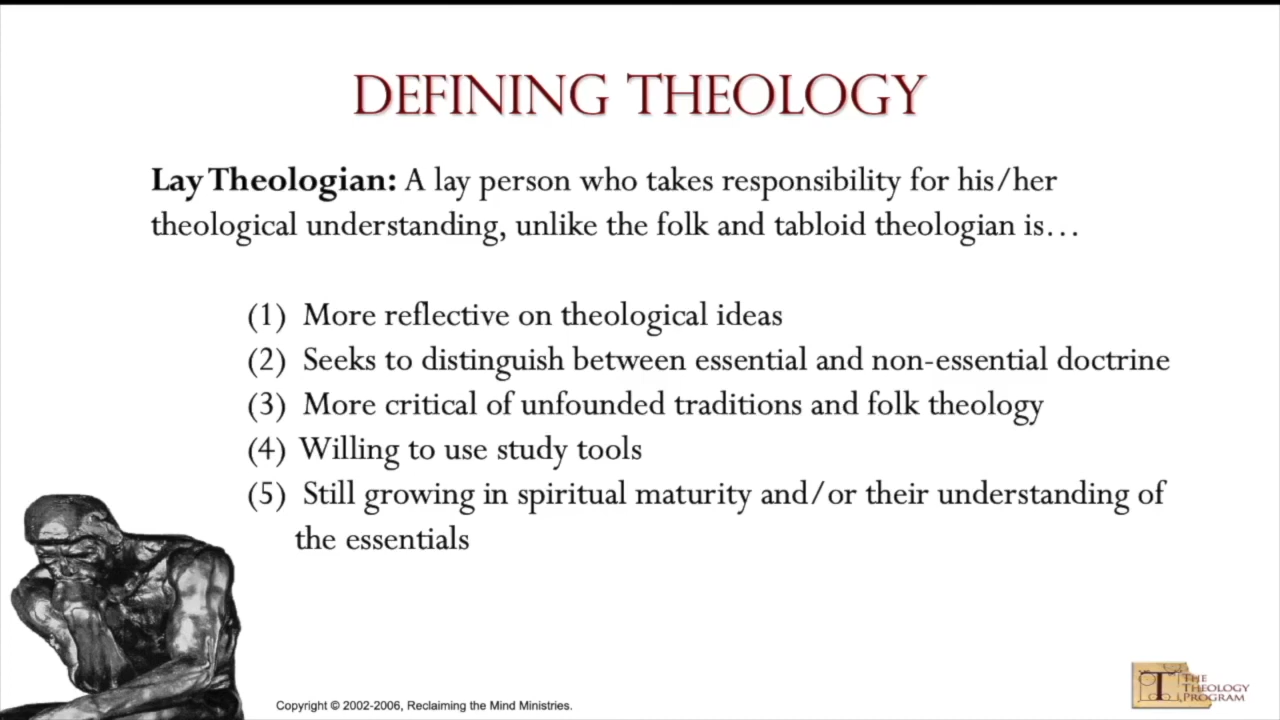 DEFINING THEOLOGY
Lay Theologian: A lay person who takes responsibility for his/her
theological understanding, unlike the folk and tabloid theologian is…
(1) More reflective on theological ideas
(2) Seeks to distinguish between essential and non-essential doctrine
(3) More critical of unfounded traditions and folk theology
(4) Willing to use study tools
(5) Still growing in spiritual maturity and/or their understanding of
the essentials
Copyright © 2002-2006, Reclaiming the Mind Ministries.
T THE
THEOLOGY
PROGRAM